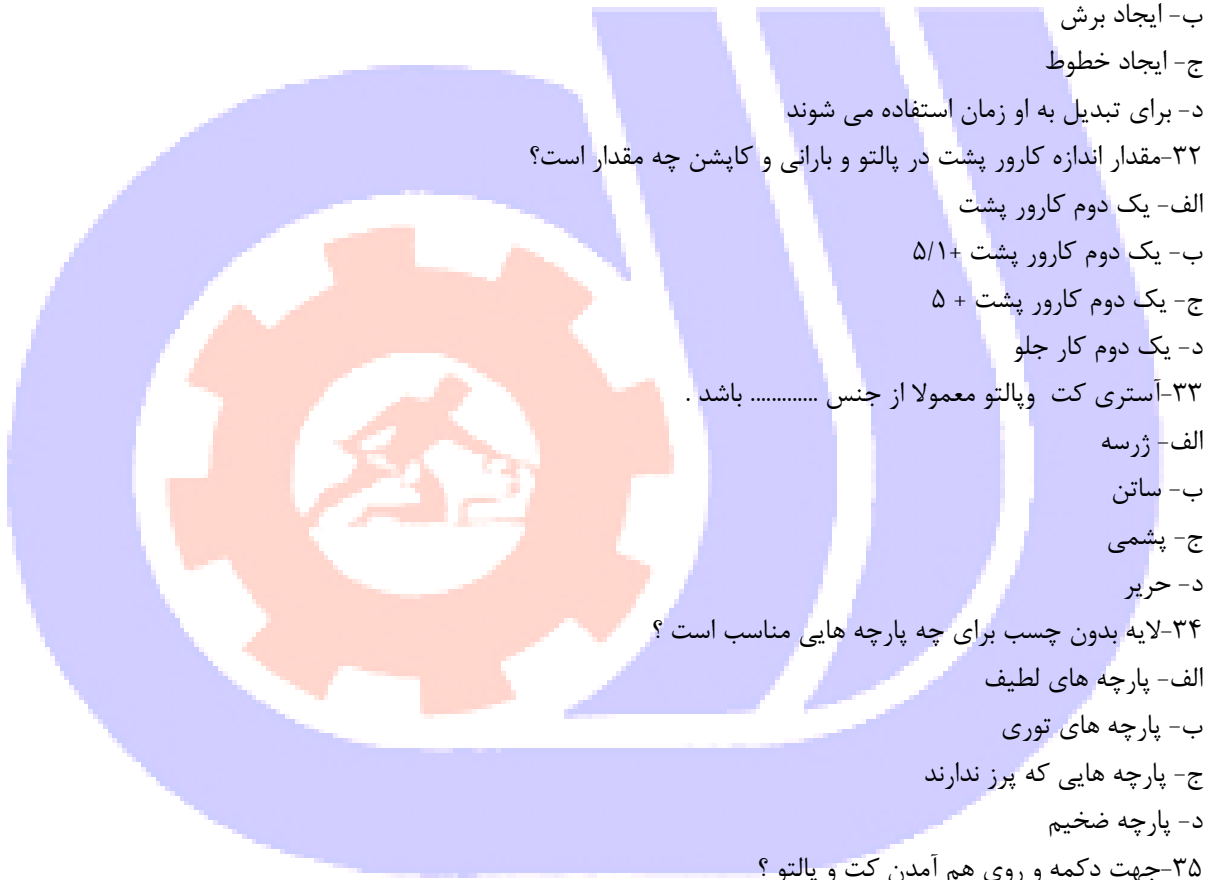 ب- ایجاد برش
ج- ایجاد خطوط
د- برای تبدیل به او زمان استفاده می شوند
۳۲-مقدار اندازه کارور پشت در پالتو و بارانی و کاپشن چه مقدار است؟
الف- یک دوم کارور پشت
ب- یک دوم کارور پشت +۵/۱
ج- یک دوم کارور پشت + ۵
د- یک دوم کار جلو
۳۳-آستری کت وپالتو معمولا از جنس ............. باشد .
الف- ژرسه
ب- ساتن
ج- پشمی
د- حریر
۳۴-لایه بدون چسب برای چه پارچه هایی مناسب است ؟
الف- پارچه های لطیف
ب- پارچه های توری
ج- پارچه هایی که پرز ندارند
د- پارچه ضخیم
۳۵-جهت دکمه و روی هم آمدن کت و پالتو ؟